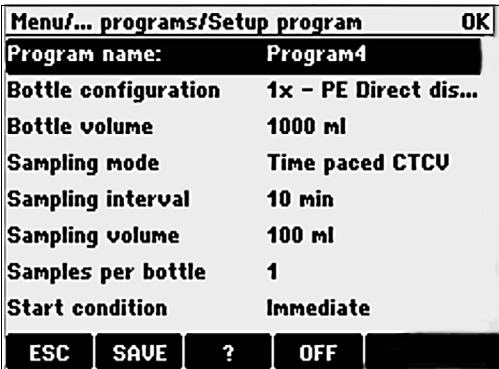 Menu/... programs/Setup program OK
Program name: Program4
Bottle configuration 1x - PE Direct dis...
Bottle volume 1000 ml
Sampling mode Time paced CTCV
Sampling interval 10 min
Sampling volume 100 ml
Samples per bottle 1
Start condition Immediate
ESC SAVE ? OFF